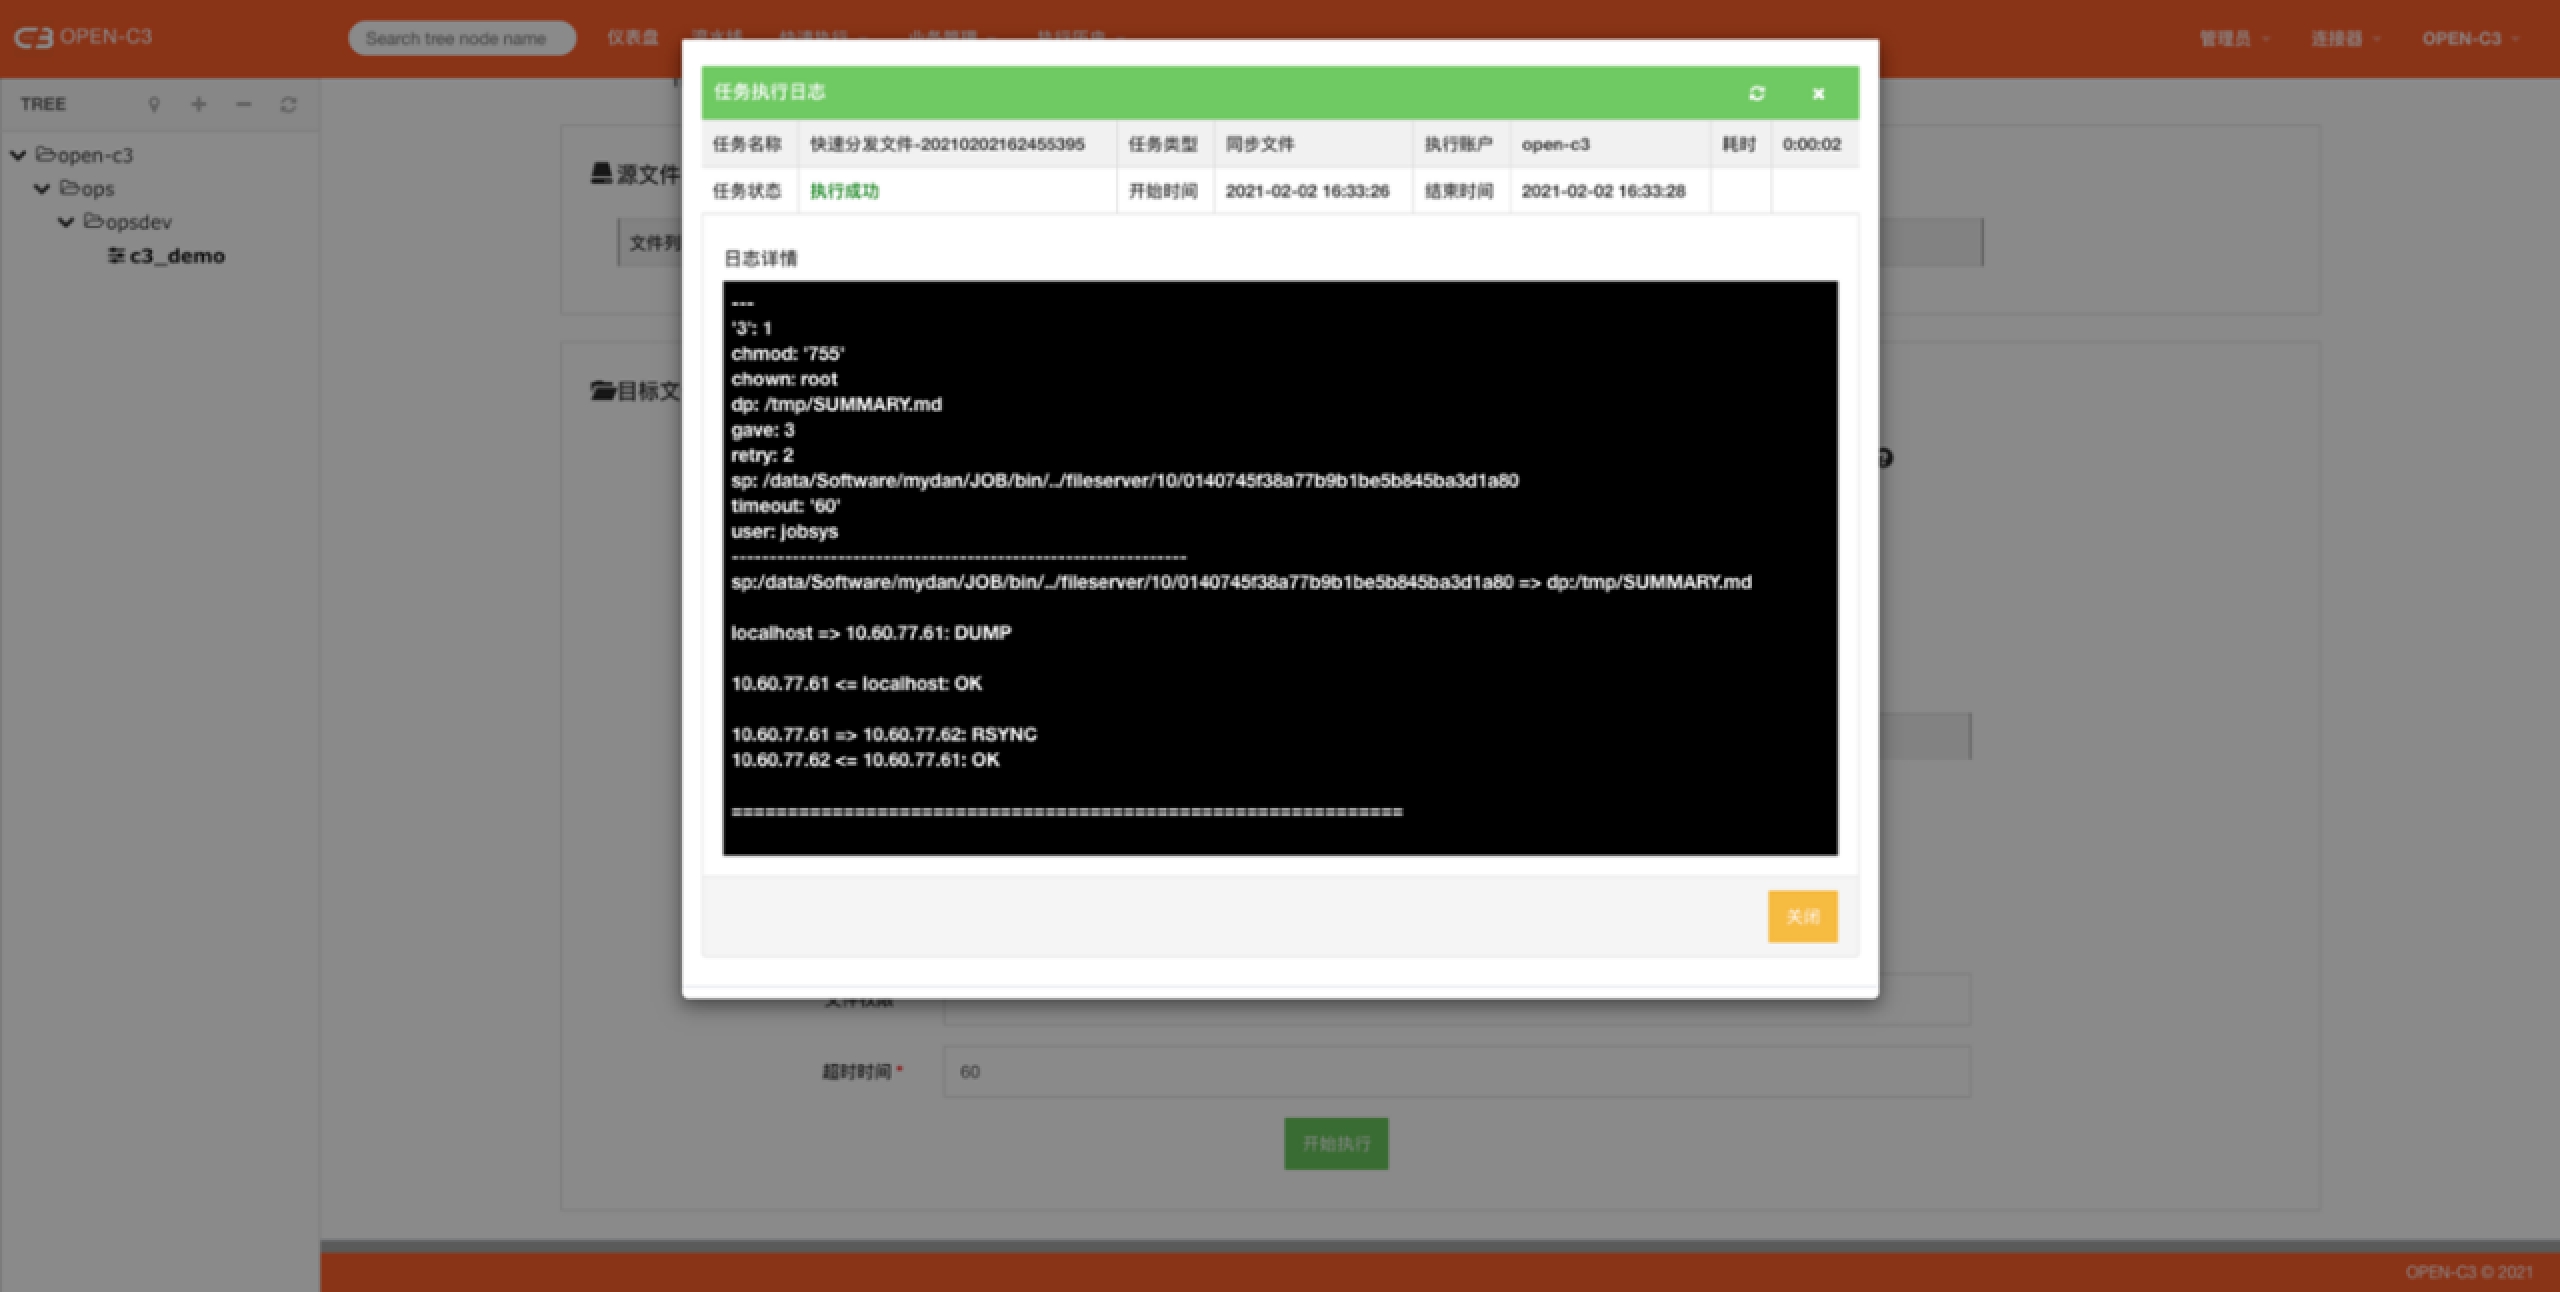 OPEN-C3
Search tree node name
仪表盘
管理员
连接器
OPEN-C3
TREE
open-c3
ops
opsdev
c3_demo
源文件
文件列
目标文
任务执行日志
任务名称 快速分发文件-20210202162455395 任务类型 同步文件 执行账户 open-c3 耗时 0:00:02
任务状态 执行成功 开始时间 2021-02-02 16:33:26 结束时间 2021-02-02 16:33:28
日志详情
---
'3': 1
chmod: '755'
chown: root
dp: /tmp/SUMMARY.md
gave: 3
retry: 2
sp: /data/Software/mydan/JOB/bin/../fileserver/10/0140745f38a77b9b1be5b845ba3d1a80
timeout: '60'
user: jobsys
-------------------------------------------------------------
sp:/data/Software/mydan/JOB/bin/../fileserver/10/0140745f38a77b9b1be5b845ba3d1a80 => dp:/tmp/SUMMARY.md
localhost => 10.60.77.61: DUMP
10.60.77.61 <= localhost: OK
10.60.77.61 => 10.60.77.62: RSYNC
10.60.77.62 <= 10.60.77.61: OK
=============================================================
关闭
超时时间 * 60
开始执行
OPEN-C3 © 2021